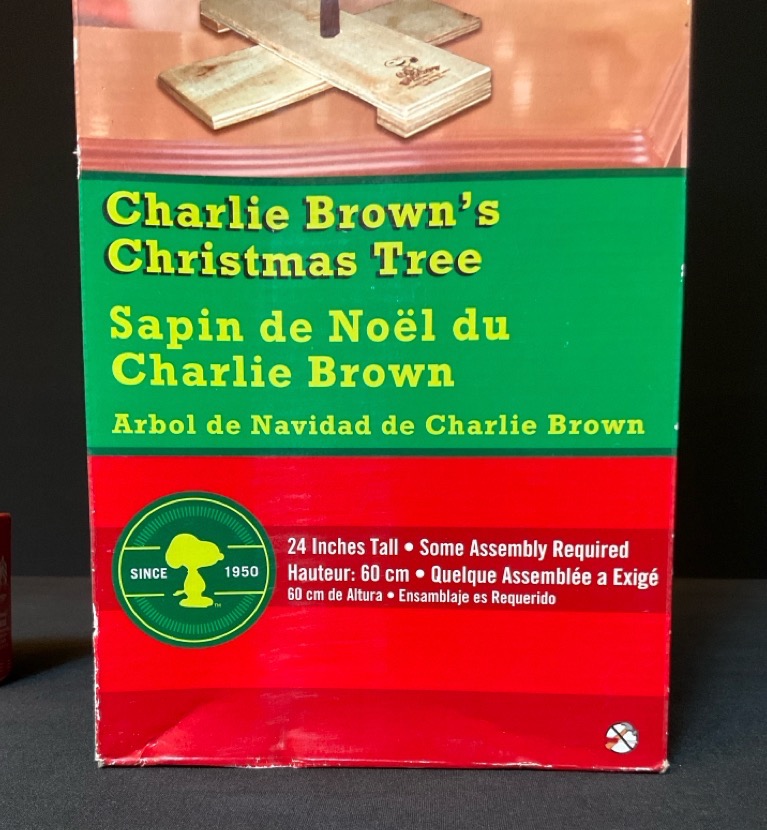 Charlie Brown's
Christmas Tree
Sapin de Noël du
Charlie Brown
Arbol de Navidad de Charlie Brown
SINCE 1950
TM
24 Inches Tall • Some Assembly Required
Hauteur: 60 cm • Quelque Assemblée a Exigé
60 cm de Altura • Ensamblaje es Requerido